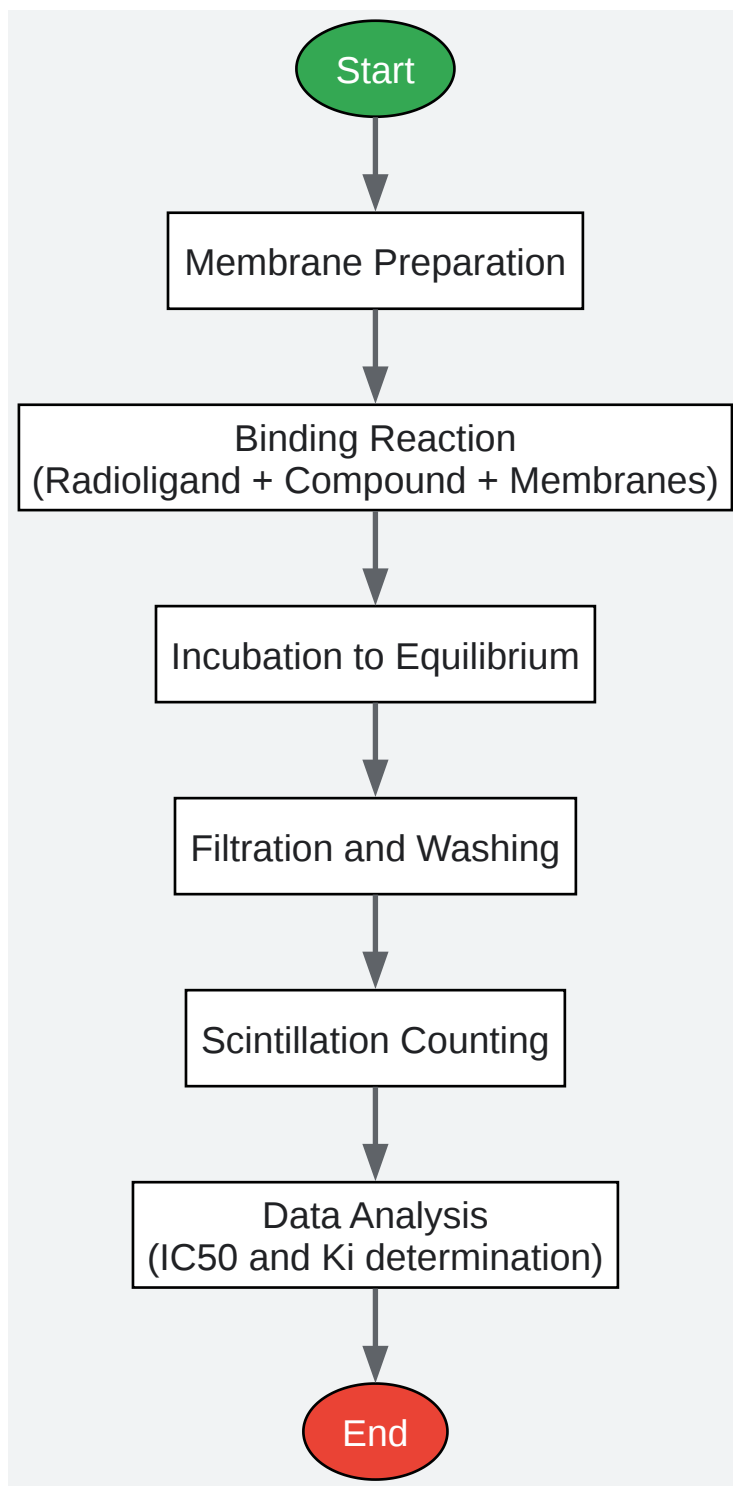 Start
Membrane Preparation
Binding Reaction
(Radioligand + Compound + Membranes)
Incubation to Equilibrium
Filtration and Washing
Scintillation Counting
Data Analysis
(IC50 and Ki determination)
End